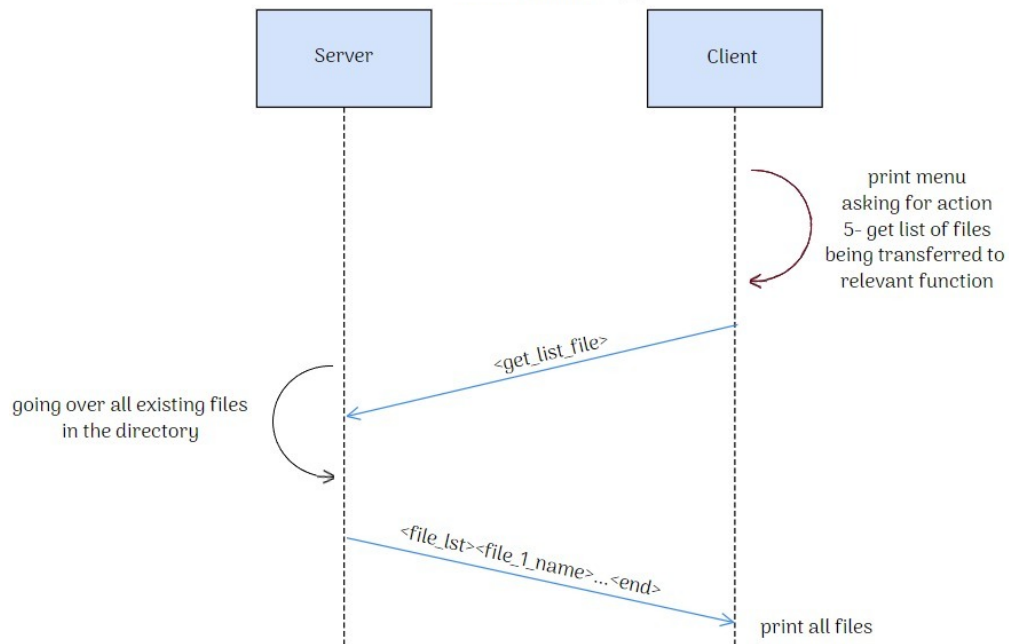 Server
Client
print menu
asking for action
5- get list of files
being transferred to
relevant function
<get_list_file>
going over all existing files
in the directory
<file_lst><file_1_name>...<end>
print all files